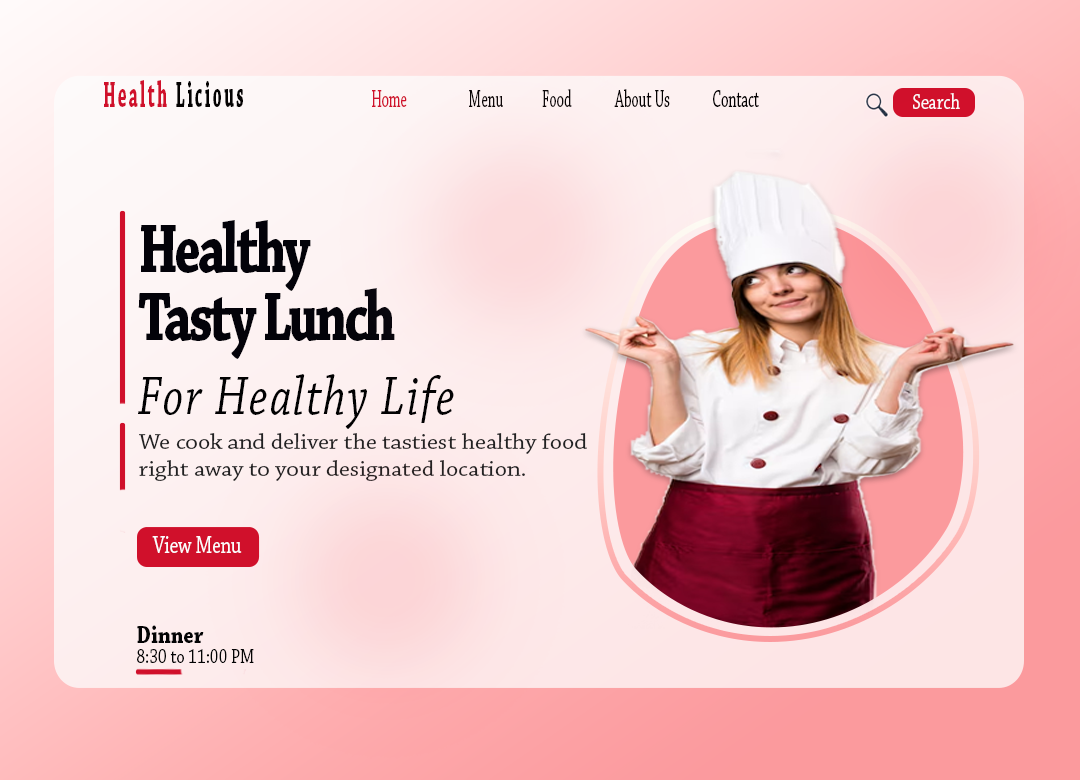 Health Licious
Home Menu Food About Us Contact
Search
Healthy
Tasty Lunch
For Healthy Life
We cook and deliver the tastiest healthy food
right away to your designated location.
View Menu
Dinner
8:30 to 11:00 PM